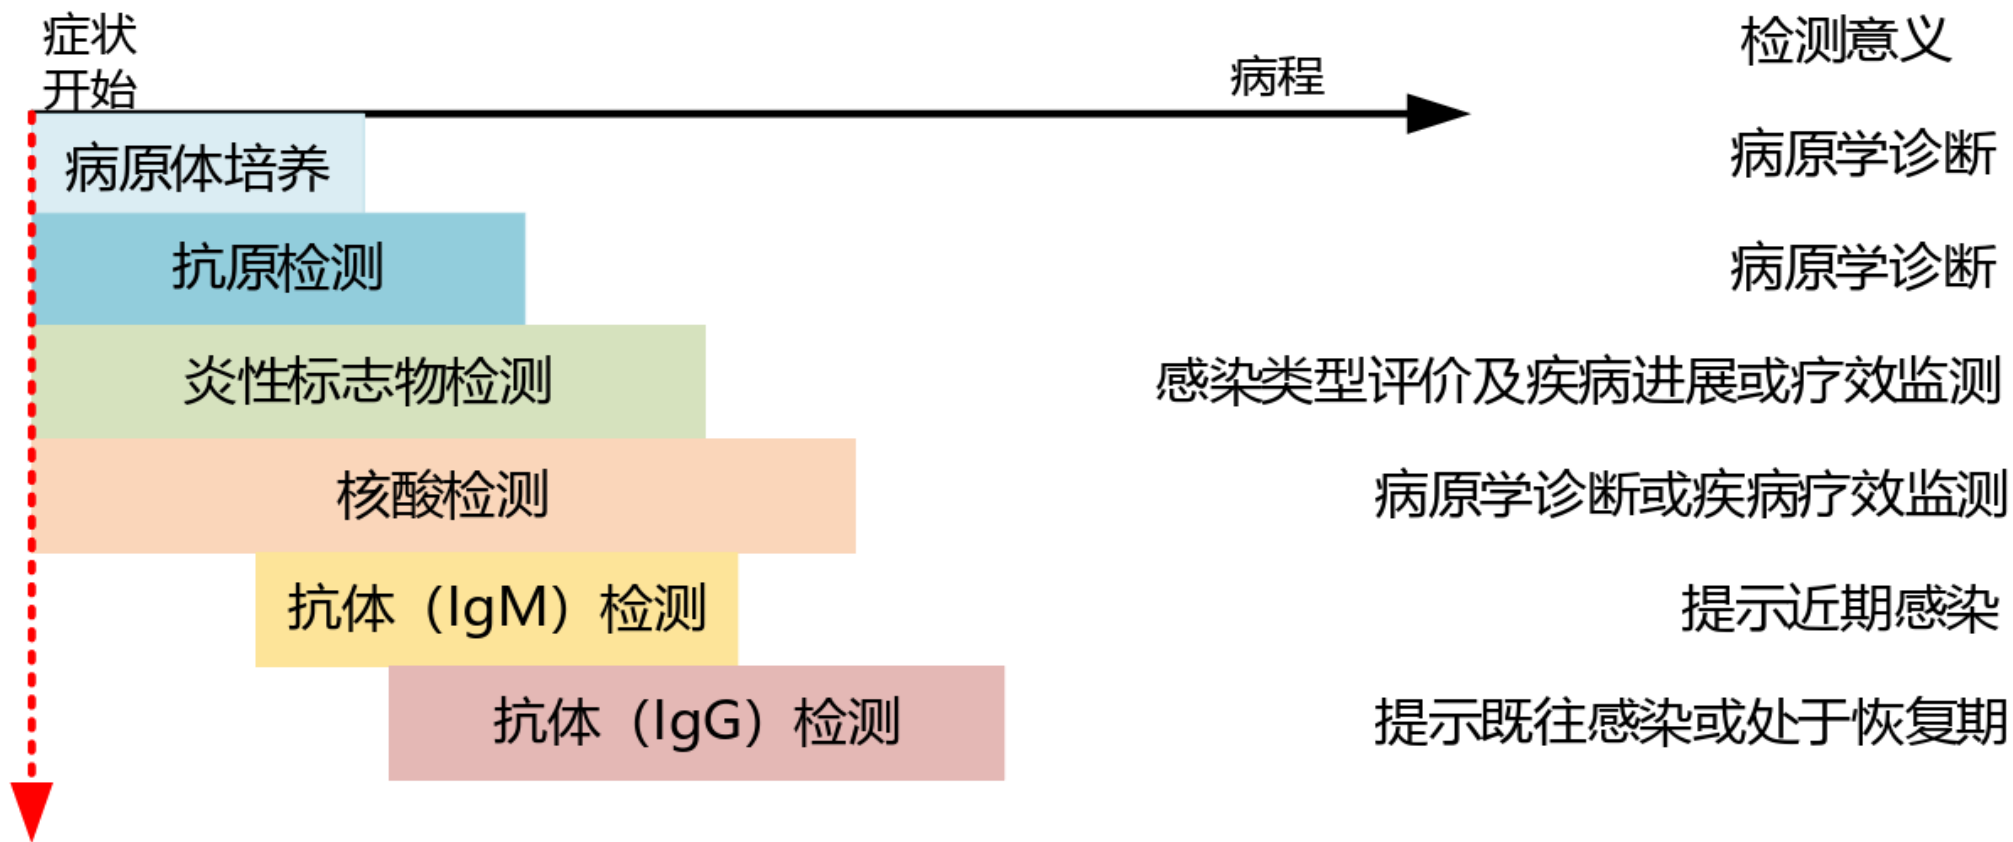 症状
开始
病程
检测意义
病原体培养
病原学诊断
抗原检测
病原学诊断
炎性标志物检测
感染类型评价及疾病进展或疗效监测
核酸检测
病原学诊断或疾病疗效监测
抗体（IgM）检测
提示近期感染
抗体（IgG）检测
提示既往感染或处于恢复期